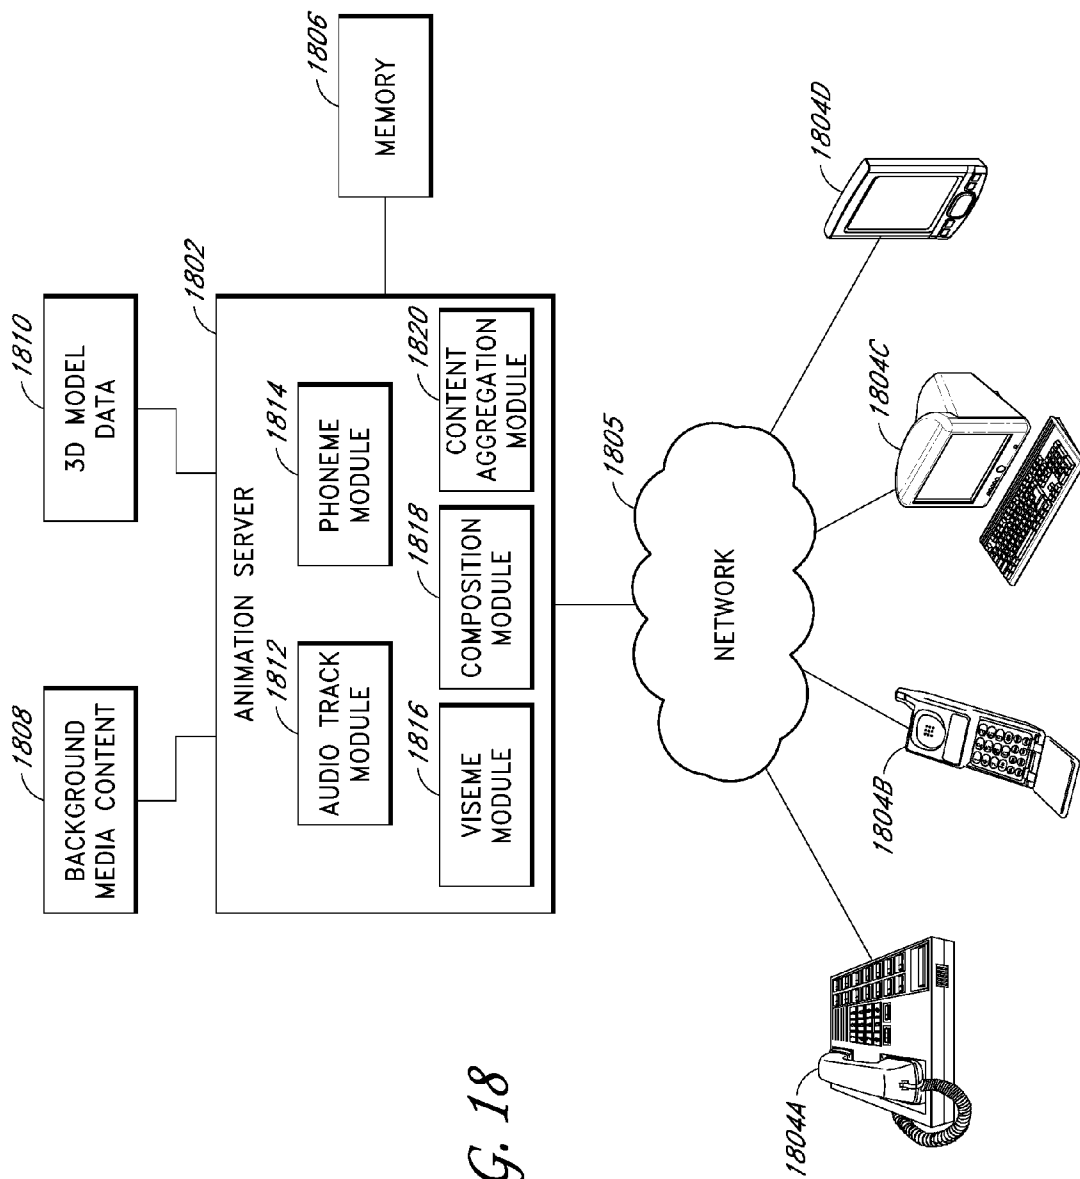 1808
BACKGROUND
MEDIA CONTENT
1810
3D MODEL
DATA
1802
ANIMATION SERVER
1806
MEMORY
1812
AUDIO TRACK
MODULE
1814
PHONEME
MODULE
1816
VISEME
MODULE
1818
COMPOSITION
MODULE
1820
CONTENT
AGGREGATION
MODULE
1805
NETWORK
1804A
1804B
1804C
1804D
G. 18